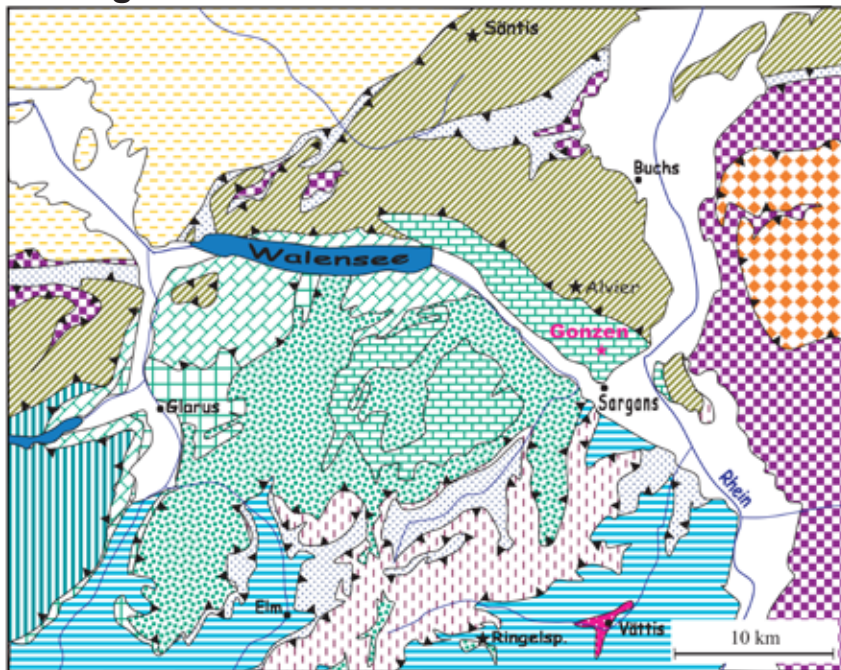 Säntis
Buchs
Walensee
Alvier
Gonzen
Glarus
Sargans
Rhein
Elm
Vättis
Ringelsp.
10 km